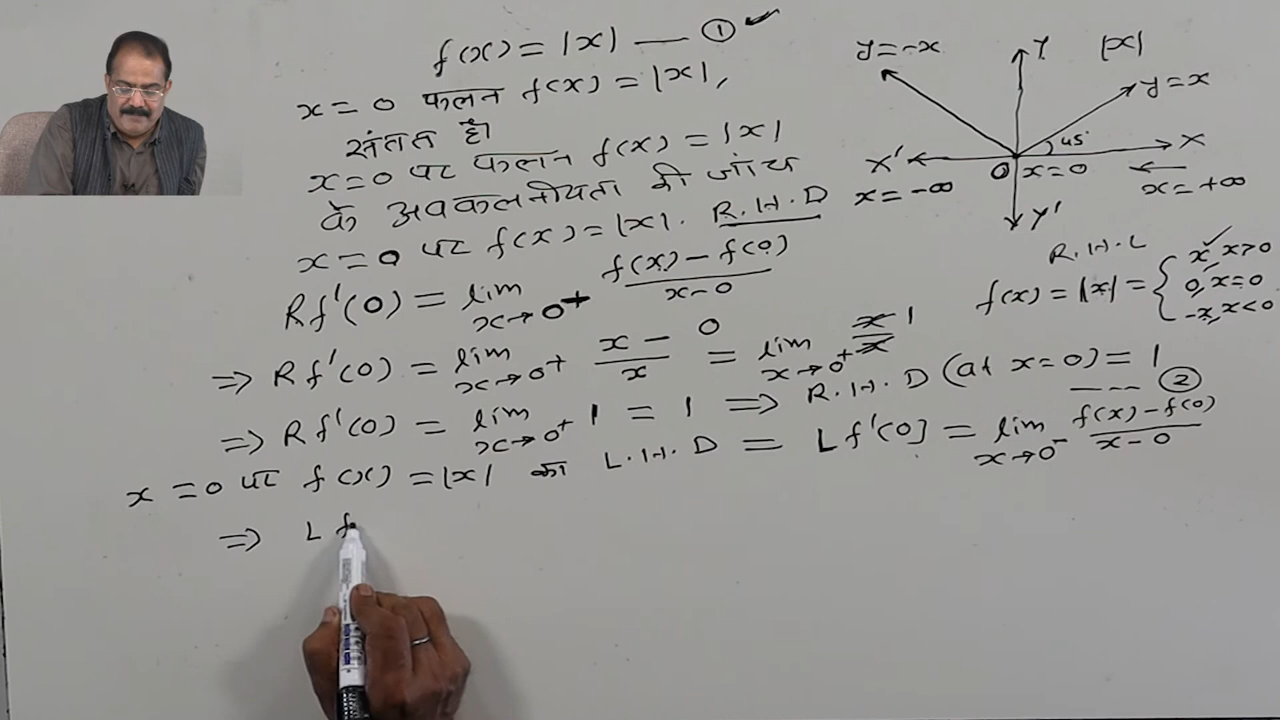 f(x) = |x| — ①
x = 0 फलन f(x) = |x|,
संतत है।
x = 0 पर फलन f(x) = |x|
के अवकलनीयता की जांच
x = 0 पर f(x) = |x|. R.H.D
Rf'(0) = lim x→0+ f(x) - f(0) / x-0
⇒ Rf'(0) = lim x→0+ x - 0 / x = lim x→0+ x/x 1
⇒ Rf'(0) = lim x→0+ 1 = 1 ⇒ R.H.D (at x=0) = 1
---- ②
x = 0 पर f(x) = |x| का L.H.D = Lf'(0) = lim x→0- f(x) - f(0) / x-0
⇒ L f
y = -x
Y
|x|
y = x
45°
X'
X
0
x=0
x = -∞
x = +∞
Y'
R.H.L
f(x) = |x| = { x, x>0
0, x=0
-x, x<0